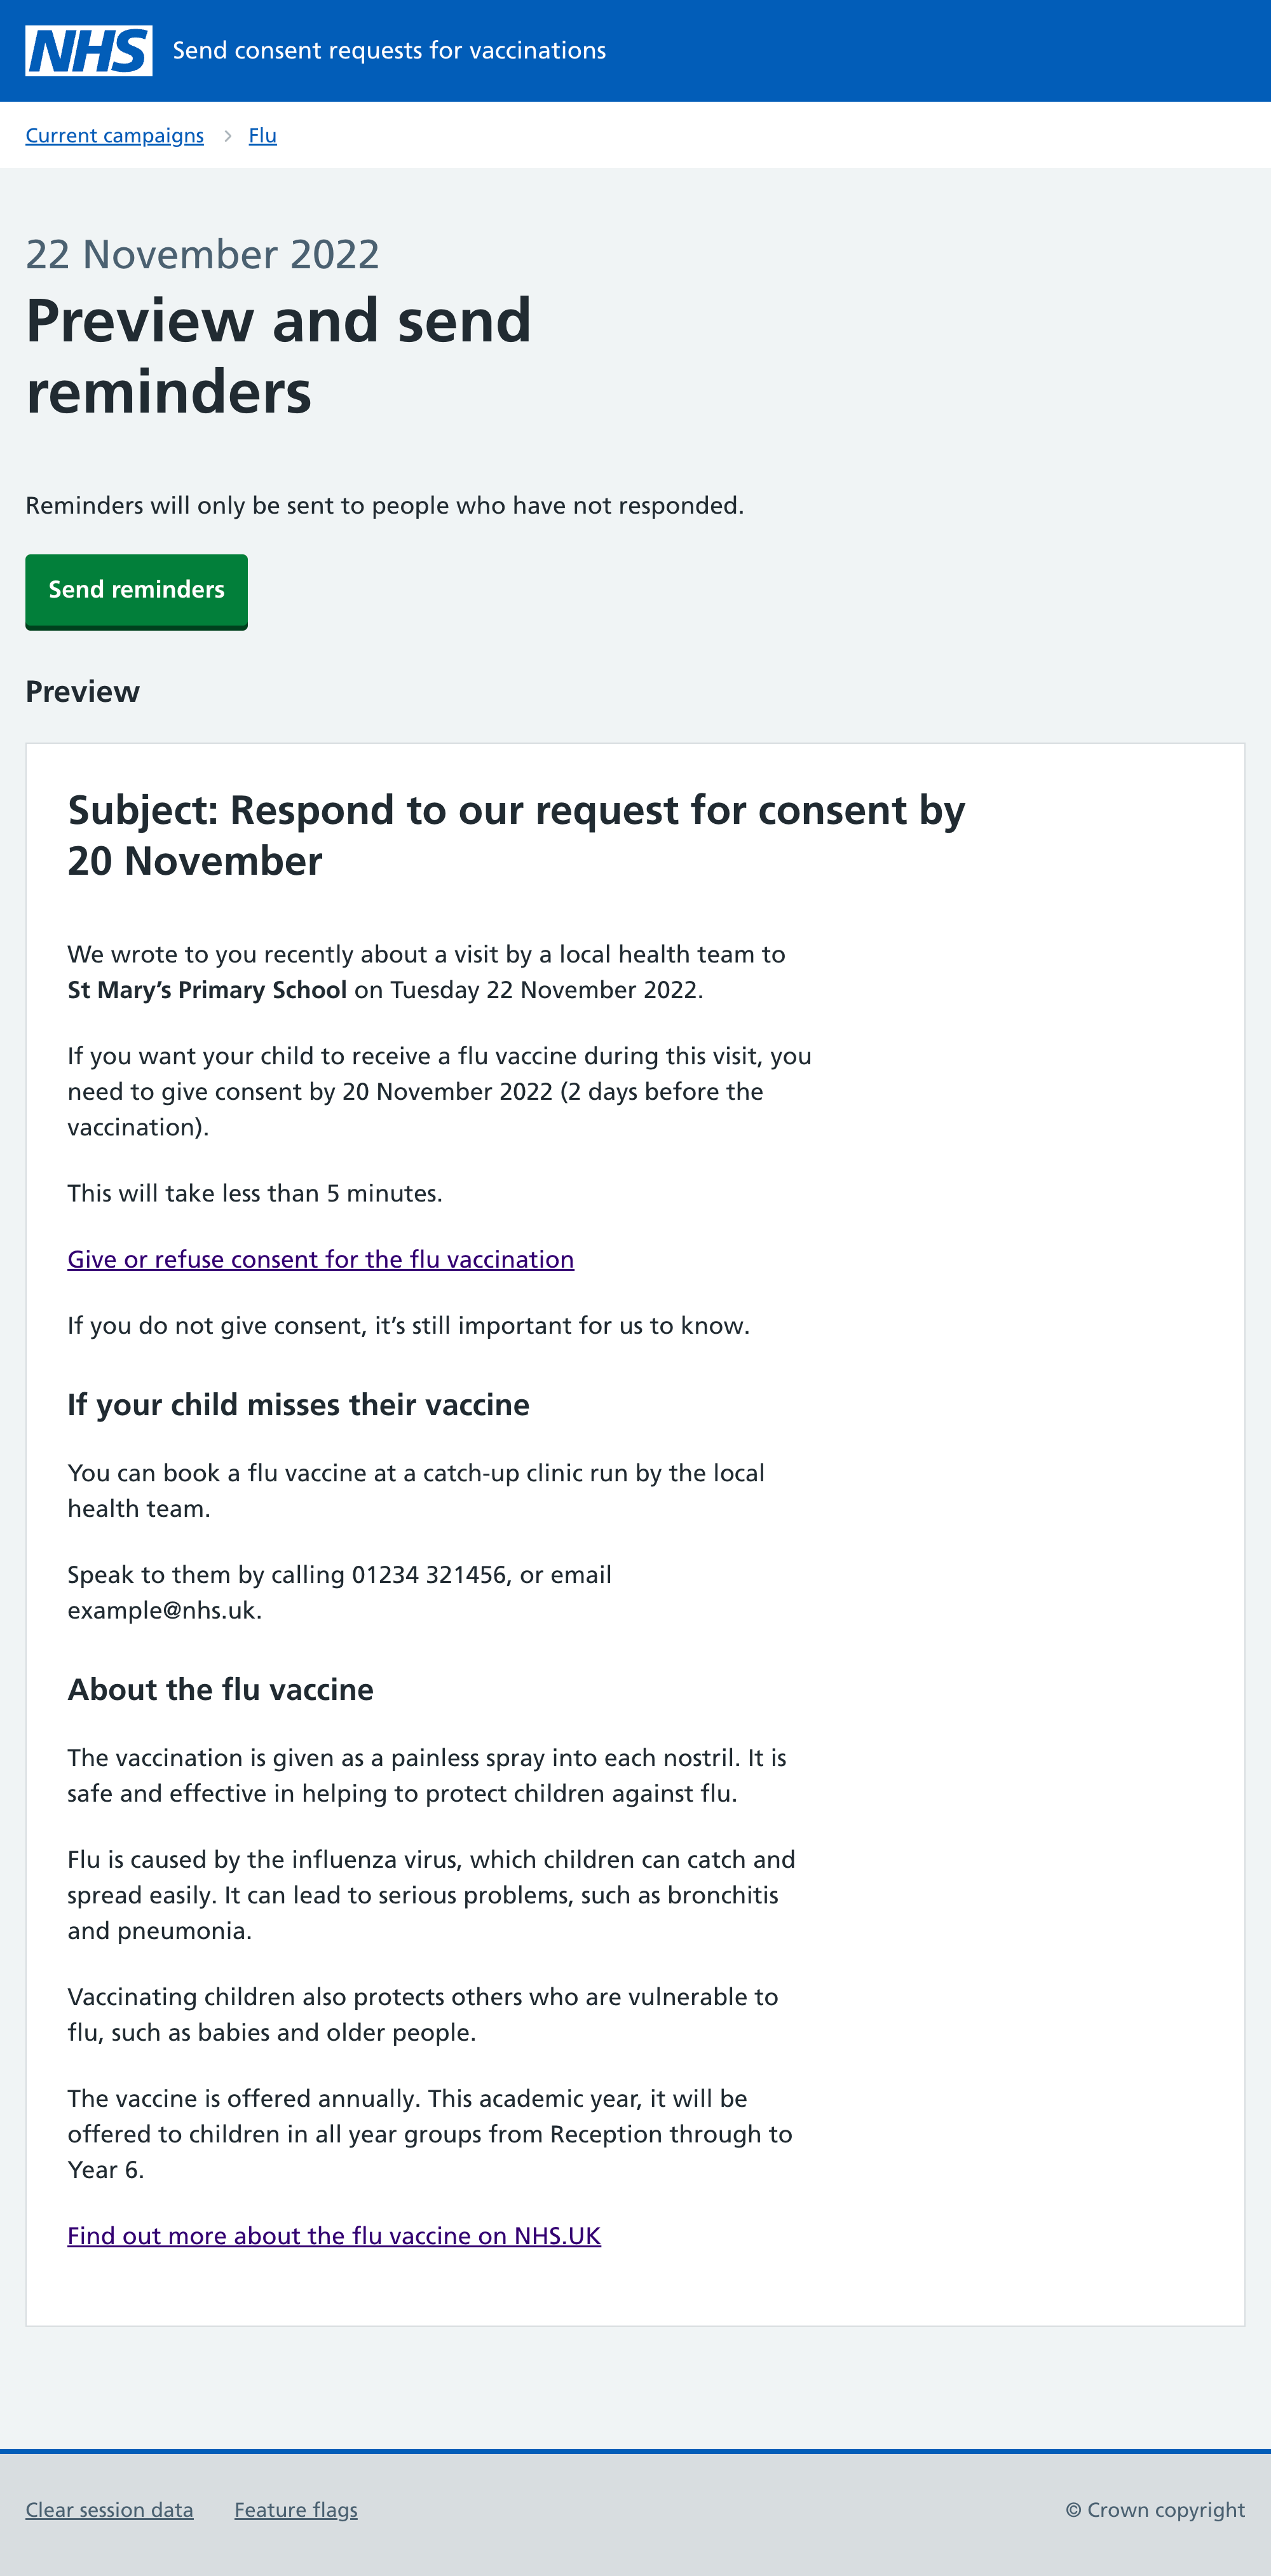 NHS Send consent requests for vaccinations
Current campaigns Flu
22 November 2022
Preview and send
reminders
Reminders will only be sent to people who have not responded.
Send reminders
Preview
Subject: Respond to our request for consent by
20 November
We wrote to you recently about a visit by a local health team to
St Mary’s Primary School on Tuesday 22 November 2022.
If you want your child to receive a flu vaccine during this visit, you
need to give consent by 20 November 2022 (2 days before the
vaccination).
This will take less than 5 minutes.
Give or refuse consent for the flu vaccination
If you do not give consent, it’s still important for us to know.
If your child misses their vaccine
You can book a flu vaccine at a catch-up clinic run by the local
health team.
Speak to them by calling 01234 321456, or email
example@nhs.uk.
About the flu vaccine
The vaccination is given as a painless spray into each nostril. It is
safe and effective in helping to protect children against flu.
Flu is caused by the influenza virus, which children can catch and
spread easily. It can lead to serious problems, such as bronchitis
and pneumonia.
Vaccinating children also protects others who are vulnerable to
flu, such as babies and older people.
The vaccine is offered annually. This academic year, it will be
offered to children in all year groups from Reception through to
Year 6.
Find out more about the flu vaccine on NHS.UK
Clear session data Feature flags © Crown copyright